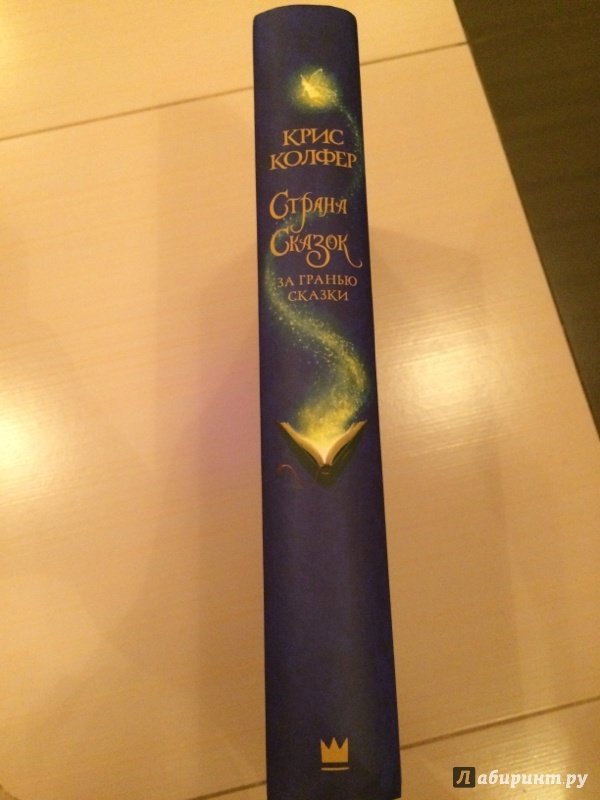 КРИС
КОЛФЕР
Страна
Сказок
ЗА ГРАНЬЮ
СКАЗКИ
Лабиринт.ру